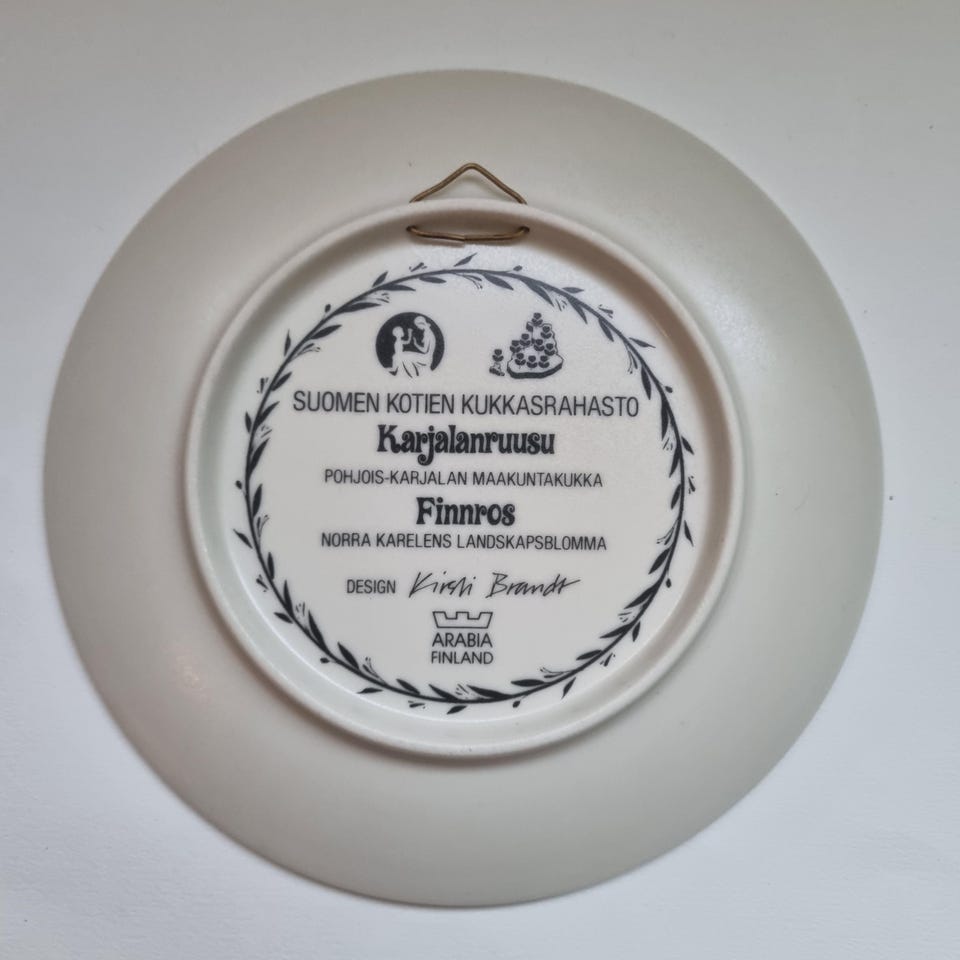 SUOMEN KOTIEN KUKKASRAHASTO
Karjalanruusu
POHJOIS-KARJALAN MAAKUNTAKUKKA
Finnros
NORRA KARELENS LANDSKAPSBLOMMA
DESIGN Kirsti Brandt
ARABIA
FINLAND